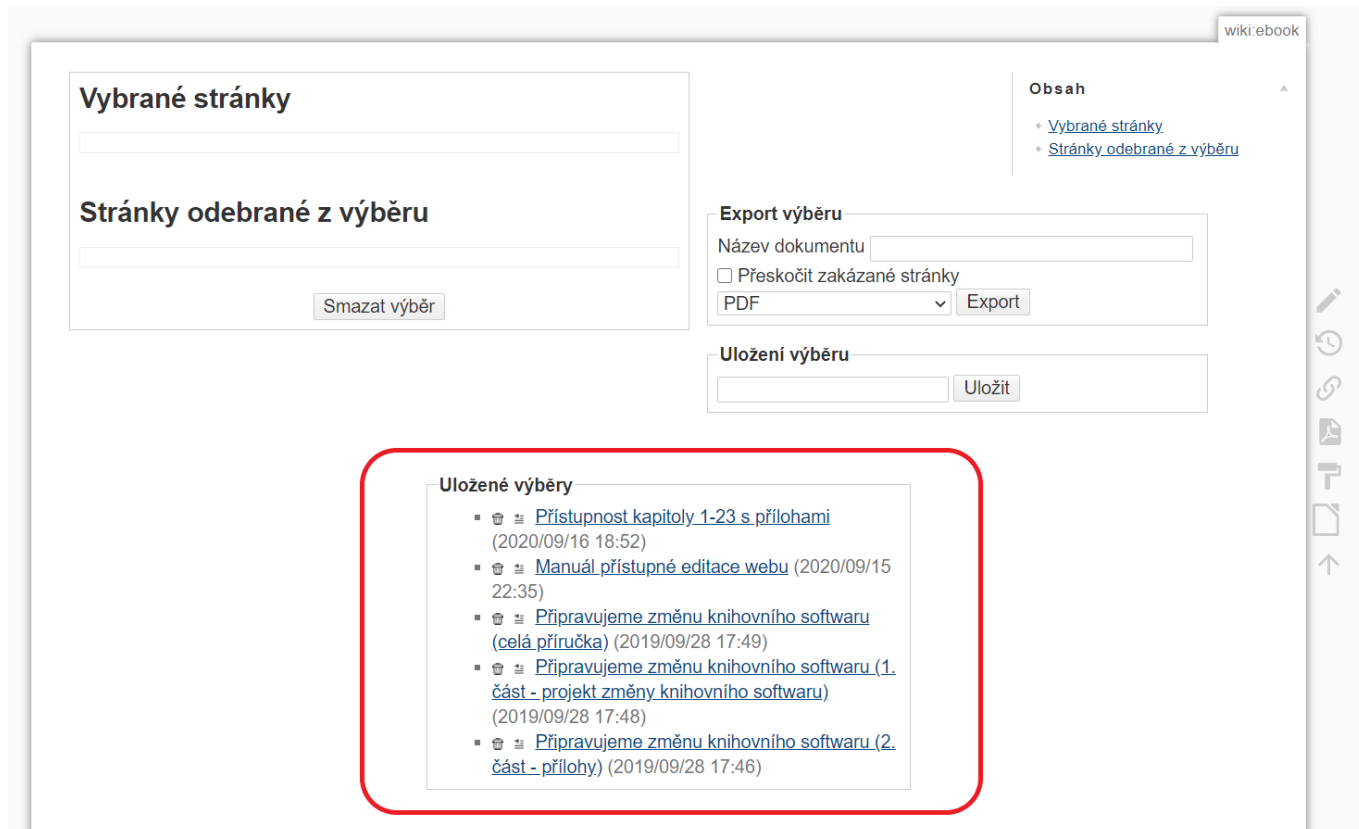 wiki:ebook
Vybrané stránky
Stránky odebrané z výběru
Smazat výběr
Obsah
Vybrané stránky
Stránky odebrané z výběru
Export výběru
Název dokumentu
Přeskočit zakázané stránky
PDF Export
Uložení výběru
Uložit
Uložené výběry
Přístupnost kapitoly 1-23 s přílohami
(2020/09/16 18:52)
Manuál přístupné editace webu (2020/09/15
22:35)
Připravujeme změnu knihovního softwaru
(celá příručka) (2019/09/28 17:49)
Připravujeme změnu knihovního softwaru (1.
část - projekt změny knihovního softwaru)
(2019/09/28 17:48)
Připravujeme změnu knihovního softwaru (2.
část - přílohy) (2019/09/28 17:46)